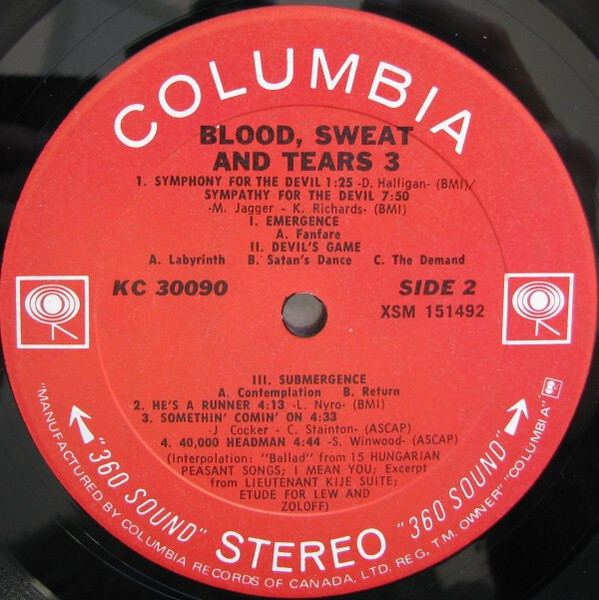 COLUMBIA
BLOOD, SWEAT
AND TEARS 3
1. SYMPHONY FOR THE DEVIL 1:25 -D. Halligan- (BMI)/
SYMPATHY FOR THE DEVIL 7:50
-M. Jagger - K. Richards- (BMI)
I. EMERGENCE
A. Fanfare
II. DEVIL'S GAME
A. Labyrinth B. Satan's Dance C. The Demand
KC 30090 SIDE 2
XSM 151492
III. SUBMERGENCE
A. Contemplation B. Return
2. HE'S A RUNNER 4:13 -L. Nyro- (BMI)
3. SOMETHIN' COMIN' ON 4:33
-J Cocker - C. Stainton- (ASCAP)
4. 40,000 HEADMAN 4:44 -S. Winwood- (ASCAP)
(Interpolation: "Ballad" from 15 HUNGARIAN
PEASANT SONGS; I MEAN YOU; Excerpt
from LIEUTENANT KIJE SUITE;
ETUDE FOR LEW AND
ZOLOFF)
"360 SOUND" STEREO "360 SOUND"
"MANUFACTURED BY COLUMBIA RECORDS OF CANADA, LTD. REG. T.M. OWNER" "COLUMBIA"